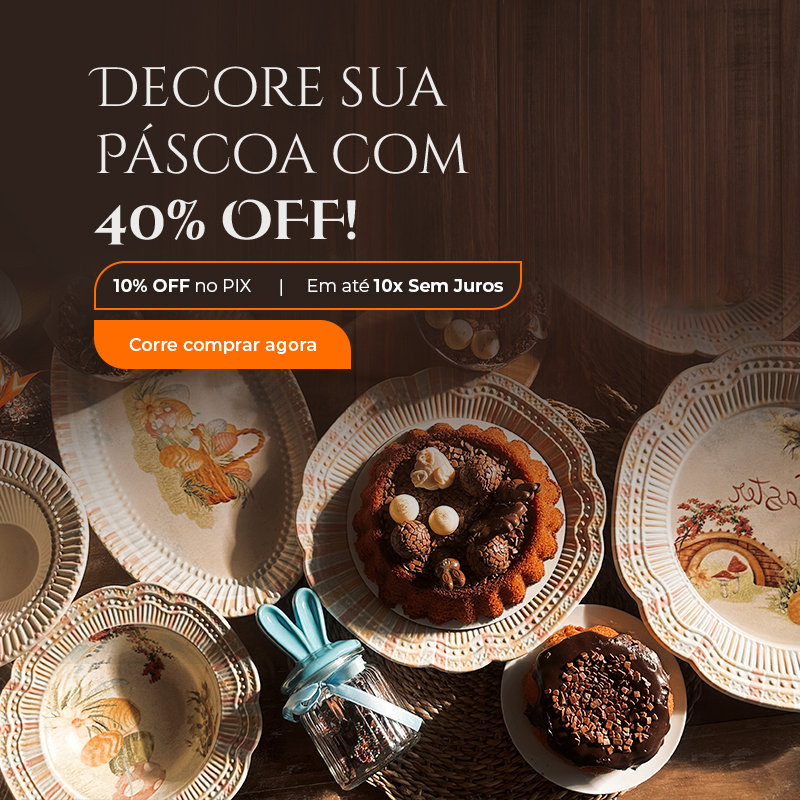 Decore sua
Páscoa com
40% OFF!
10% OFF no PIX | Em até 10x Sem Juros
Corre comprar agora